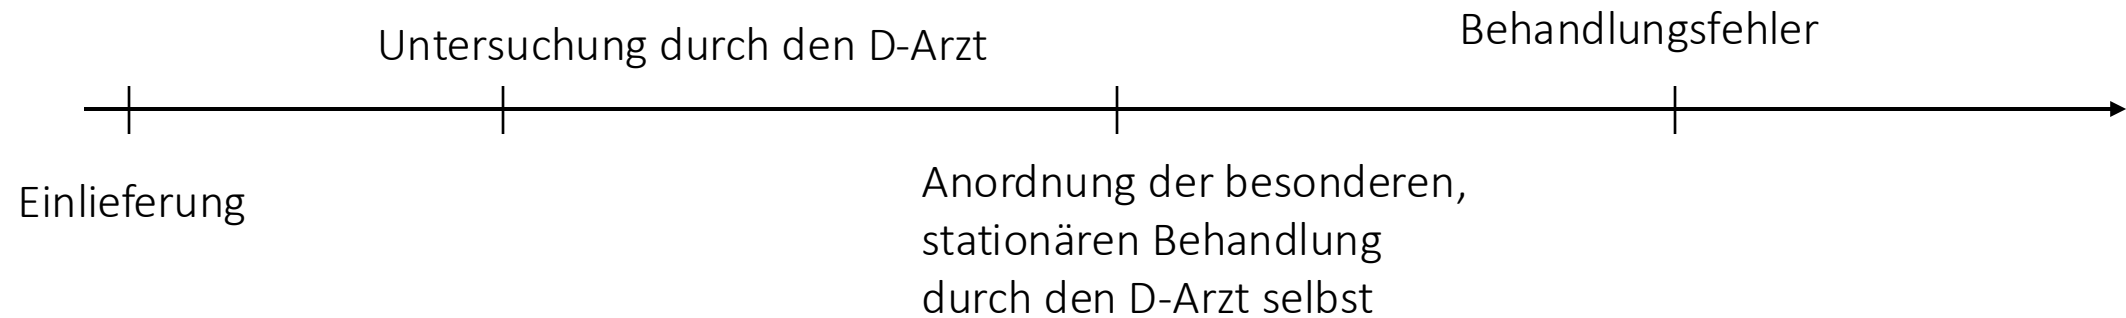 Einlieferung
Untersuchung durch den D-Arzt
Anordnung der besonderen,
stationären Behandlung
durch den D-Arzt selbst
Behandlungsfehler